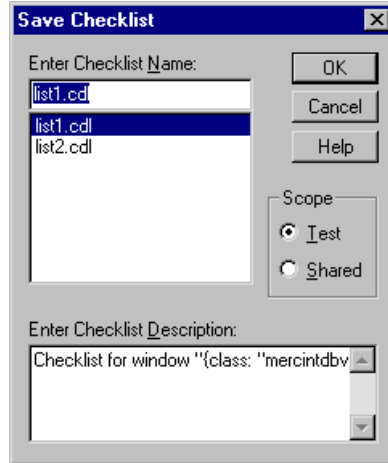 Save Checklist
Enter Checklist Name:
list1.cdl
list1.cdl
list2.cdl
OK
Cancel
Help
Scope
Test
Shared
Enter Checklist Description:
Checklist for window "{class: "mercintdbv